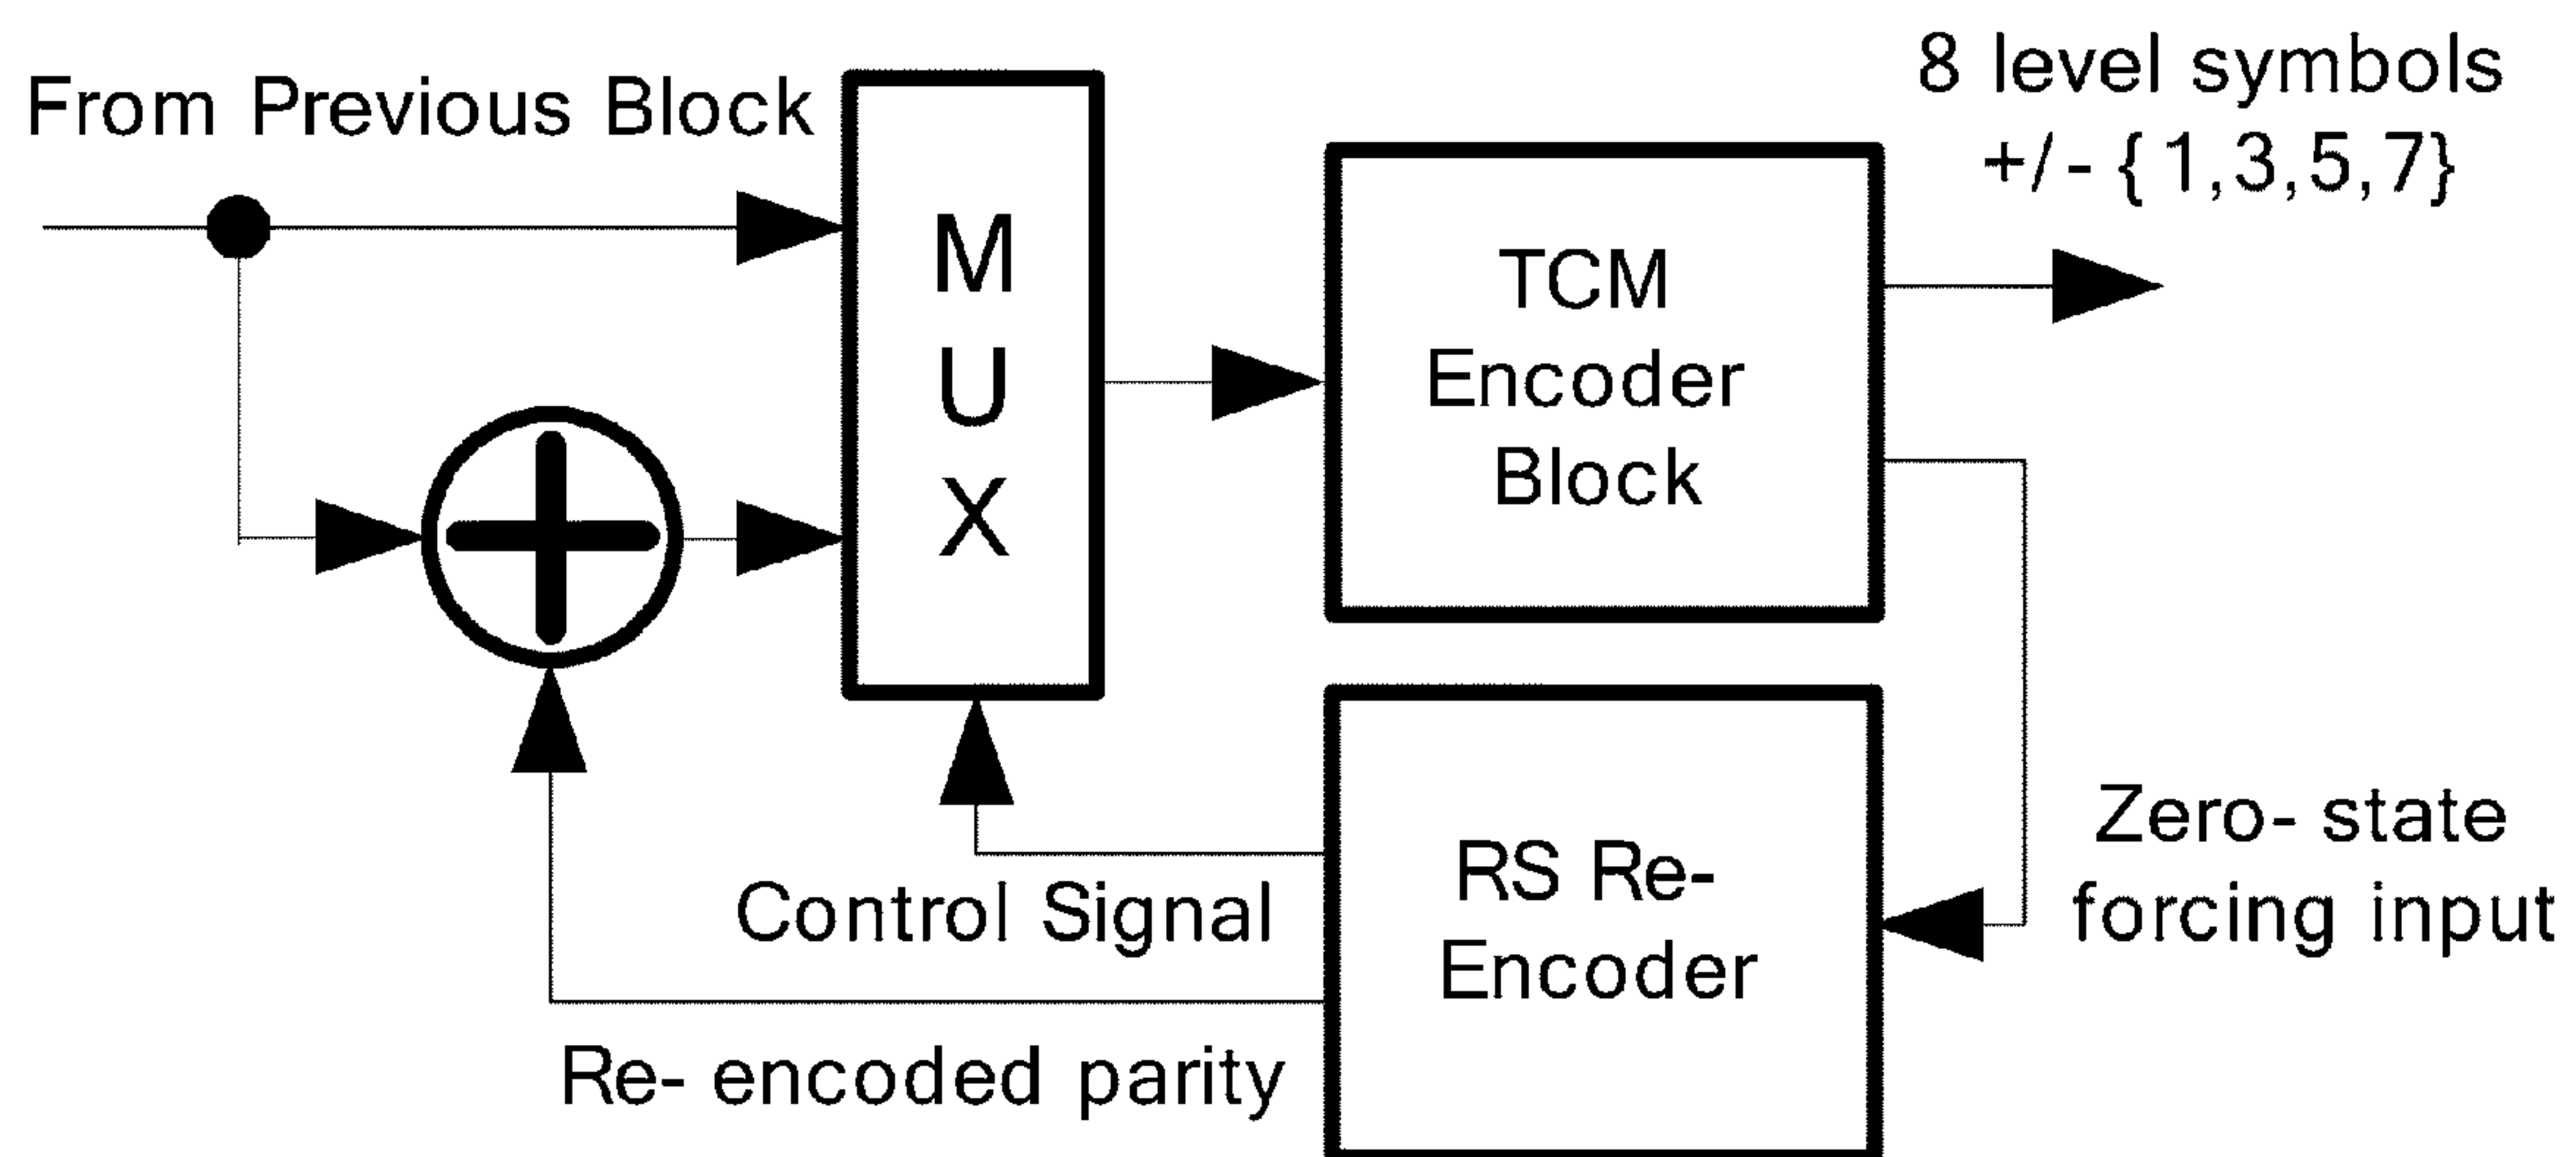 From Previous Block
8 level symbols
+/- {1,3,5,7}
M
U
X
TCM
Encoder
Block
Zero- state
forcing input
RS Re-
Encoder
Control Signal
Re- encoded parity